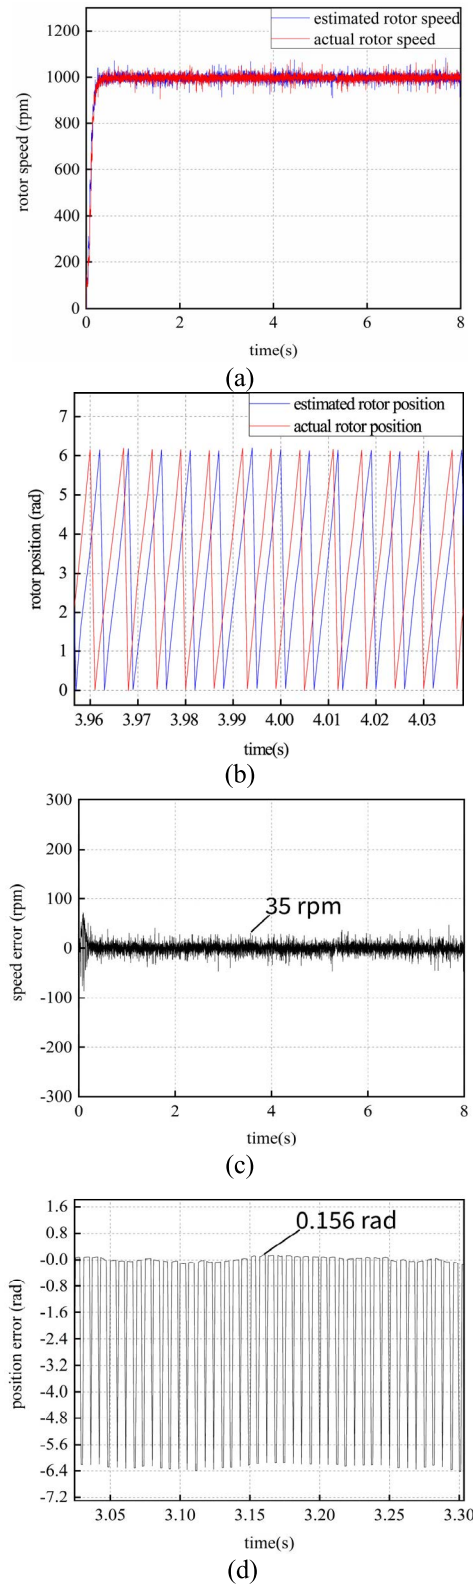 estimated rotor speed
actual rotor speed
1200
1000
800
600
400
200
0
rotor speed (rpm)
0 2 4 6 8
time(s)
(a)
estimated rotor position
actual rotor position
7
6
5
4
3
2
1
0
rotor position (rad)
3.96 3.97 3.98 3.99 4.00 4.01 4.02 4.03
time(s)
(b)
300
200
100
0
-100
-200
-300
speed error (rpm)
35 rpm
0 2 4 6 8
time(s)
(c)
1.6
0.8
-0.0
-0.8
-1.6
-2.4
-3.2
-4.0
-4.8
-5.6
-6.4
-7.2
position error (rad)
0.156 rad
3.05 3.10 3.15 3.20 3.25 3.30
time(s)
(d)